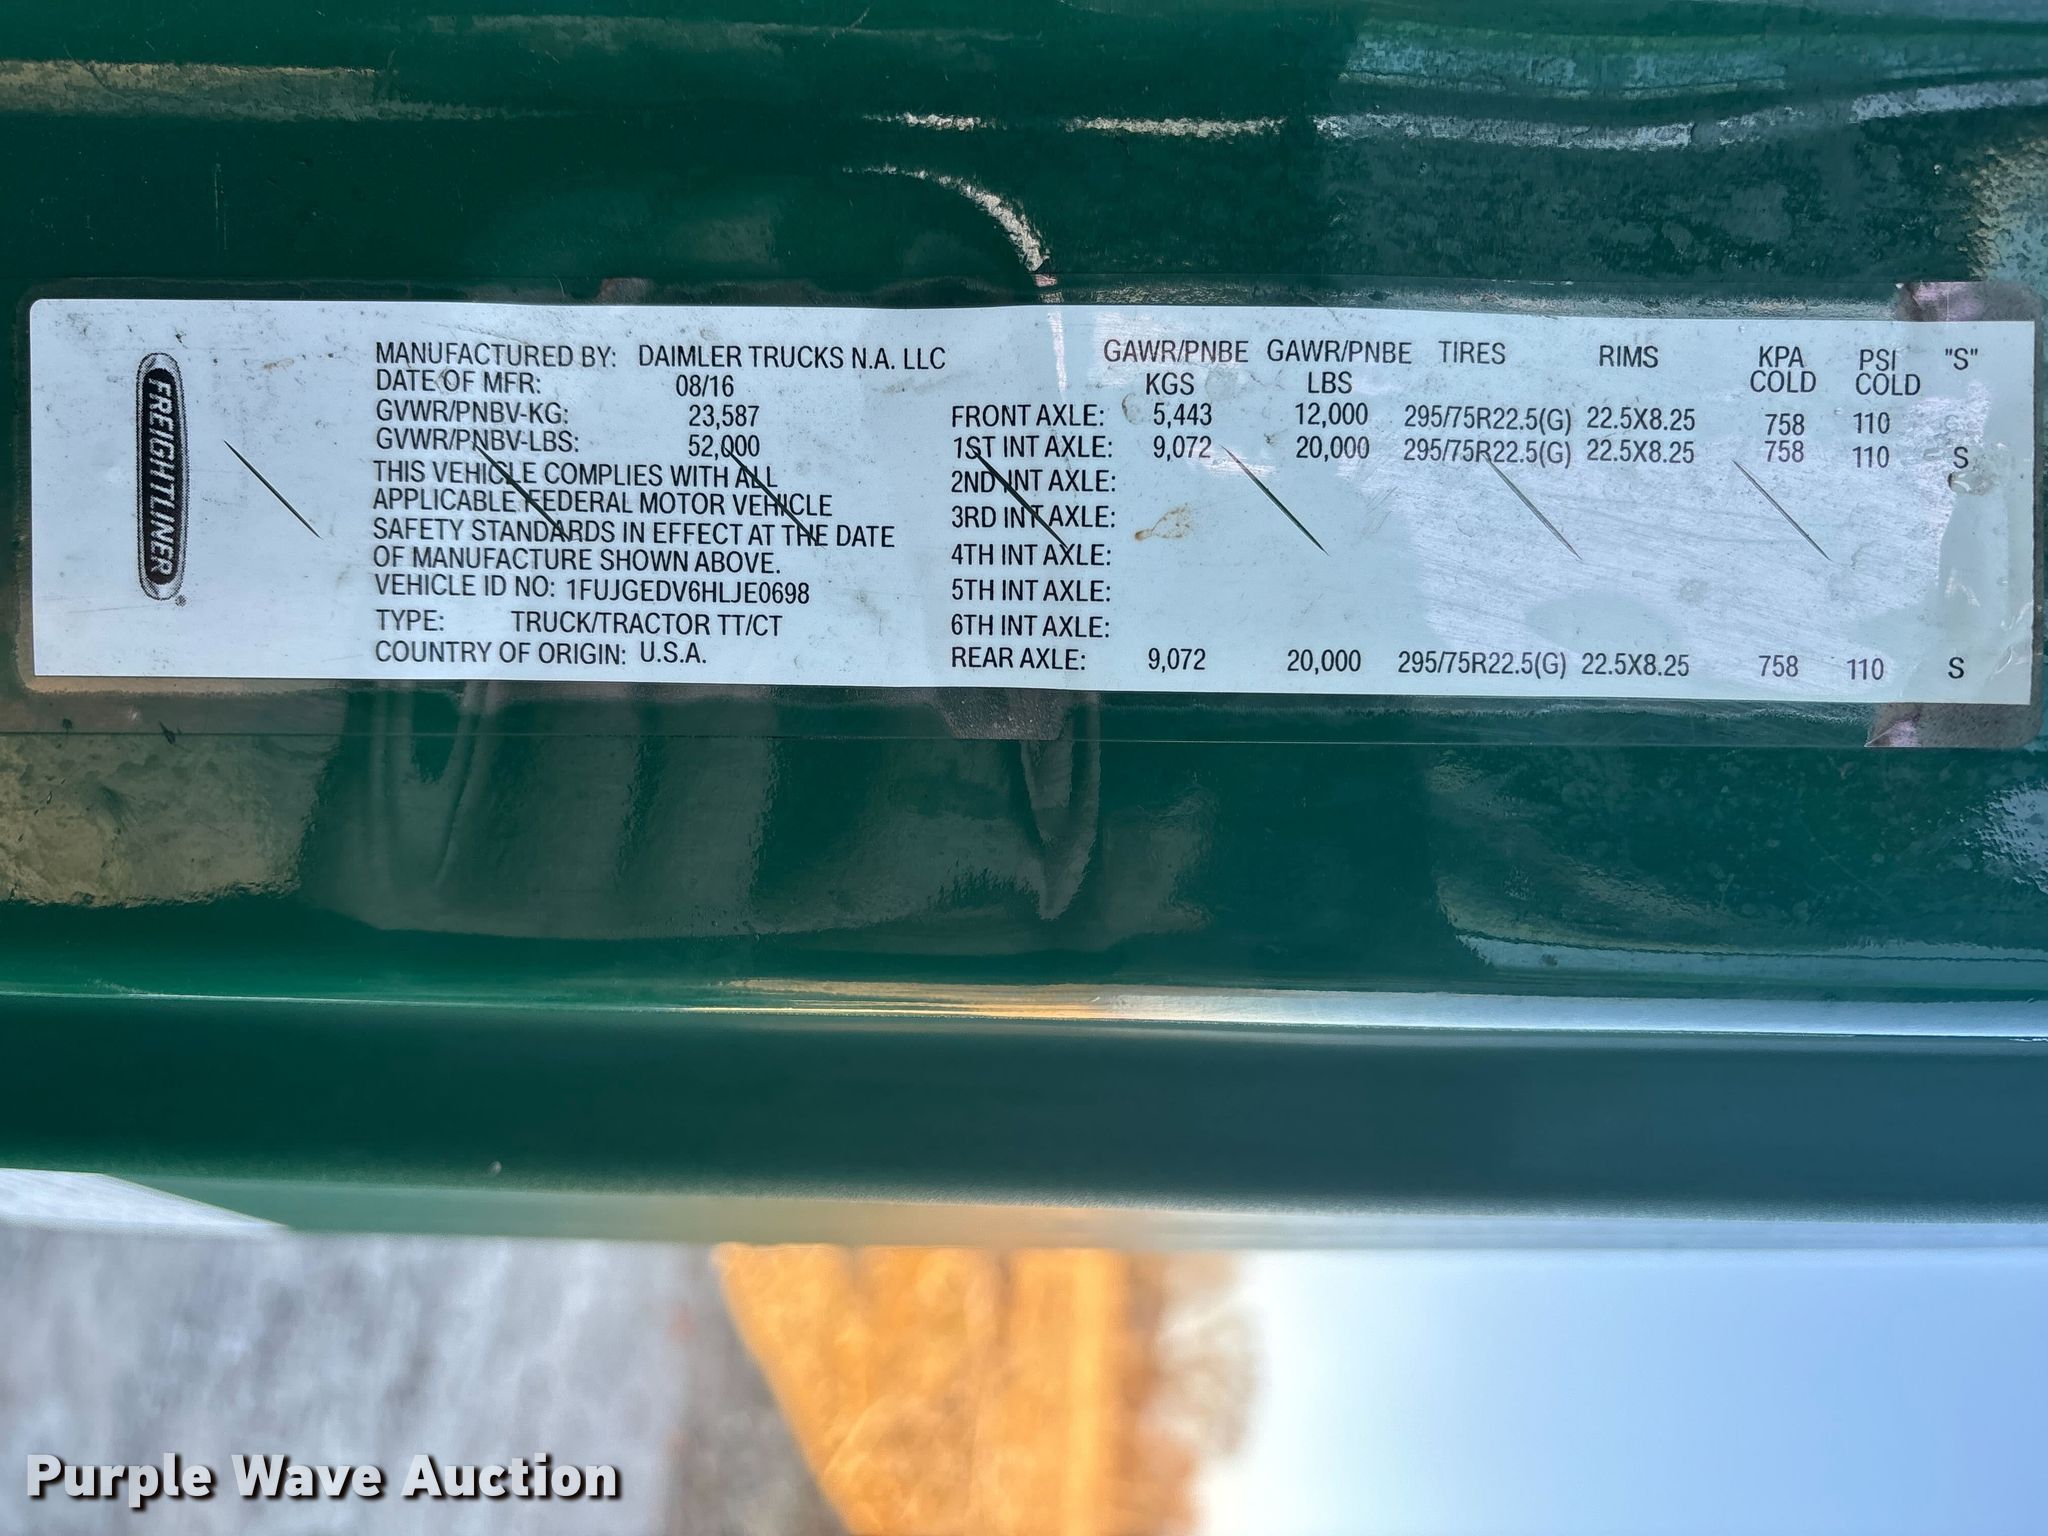 FREIGHTLINER®
MANUFACTURED BY: DAIMLER TRUCKS N.A. LLC
DATE OF MFR: 08/16
GVWR/PNBV-KG: 23,587
GVWR/PNBV-LBS: 52,000
THIS VEHICLE COMPLIES WITH ALL
APPLICABLE FEDERAL MOTOR VEHICLE
SAFETY STANDARDS IN EFFECT AT THE DATE
OF MANUFACTURE SHOWN ABOVE.
VEHICLE ID NO: 1FUJGEDV6HLJE0698
TYPE: TRUCK/TRACTOR TT/CT
COUNTRY OF ORIGIN: U.S.A.
GAWR/PNBE GAWR/PNBE TIRES RIMS KPA PSI "S"
KGS LBS COLD COLD
FRONT AXLE: 5,443 12,000 295/75R22.5(G) 22.5X8.25 758 110
1ST INT AXLE: 9,072 20,000 295/75R22.5(G) 22.5X8.25 758 110 S
2ND INT AXLE:
3RD INT AXLE:
4TH INT AXLE:
5TH INT AXLE:
6TH INT AXLE:
REAR AXLE: 9,072 20,000 295/75R22.5(G) 22.5X8.25 758 110 S
Purple Wave Auction